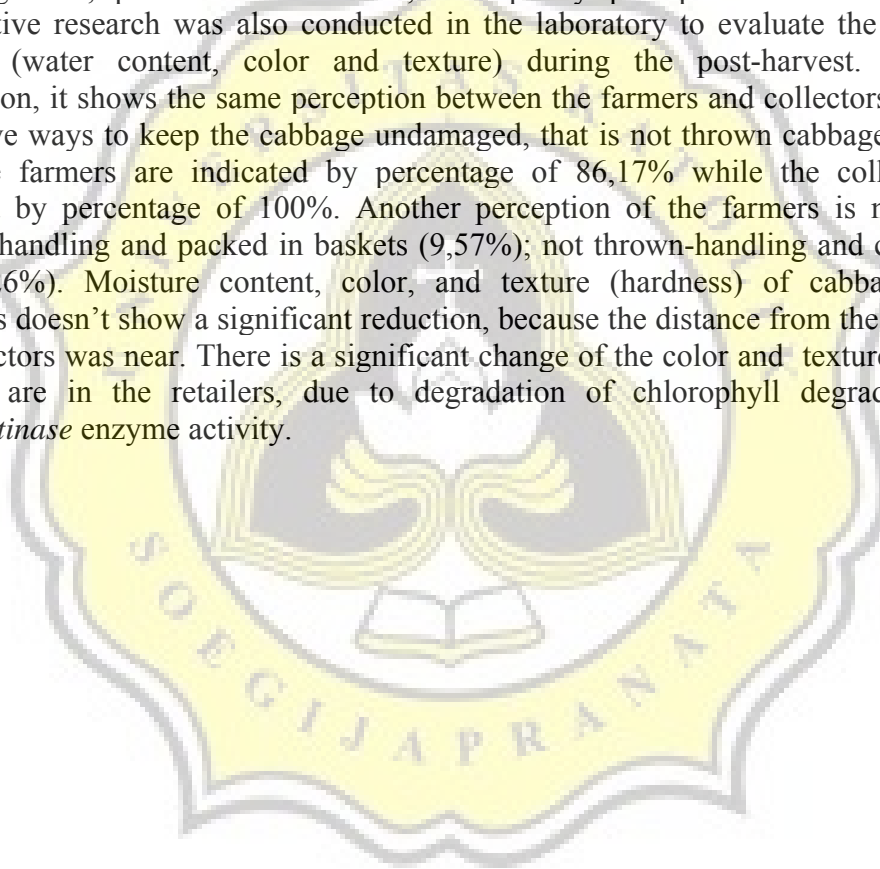 tive research was also conducted in the laboratory to evaluate the
(water content, color and texture) during the post-harvest.
on, it shows the same perception between the farmers and collectors
ve ways to keep the cabbage undamaged, that is not thrown cabbage
farmers are indicated by percentage of 86,17% while the coll
by percentage of 100%. Another perception of the farmers is
handling and packed in baskets (9,57%); not thrown-handling and
6%). Moisture content, color, and texture (hardness) of cabba
s doesn't show a significant reduction, because the distance from the
ctors was near. There is a significant change of the color and texture
are in the retailers, due to degradation of chlorophyll degrad
tinase enzyme activity.
SOEGIJAPRANATA